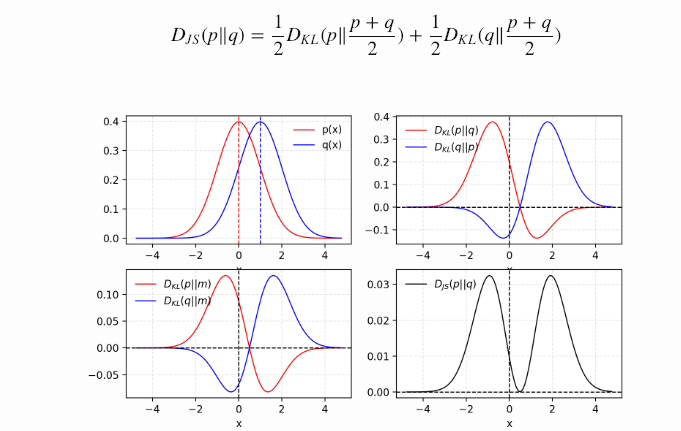 D_{JS}(p‖q) = \frac{1}{2}D_{KL}(p‖\frac{p + q}{2}) + \frac{1}{2}D_{KL}(q‖\frac{p + q}{2})
0.4
0.3
0.2
0.1
0.0
−4 −2 0 2 4
p(x)
q(x)
0.4
0.3
0.2
0.1
0.0
−0.1
−4 −2 0 2 4
D_{KL}(p||q)
D_{KL}(q||p)
0.10
0.05
0.00
−0.05
−4 −2 0 2 4
x
D_{KL}(p||m)
D_{KL}(q||m)
0.03
0.02
0.01
0.00
−4 −2 0 2 4
x
D_{JS}(p||q)